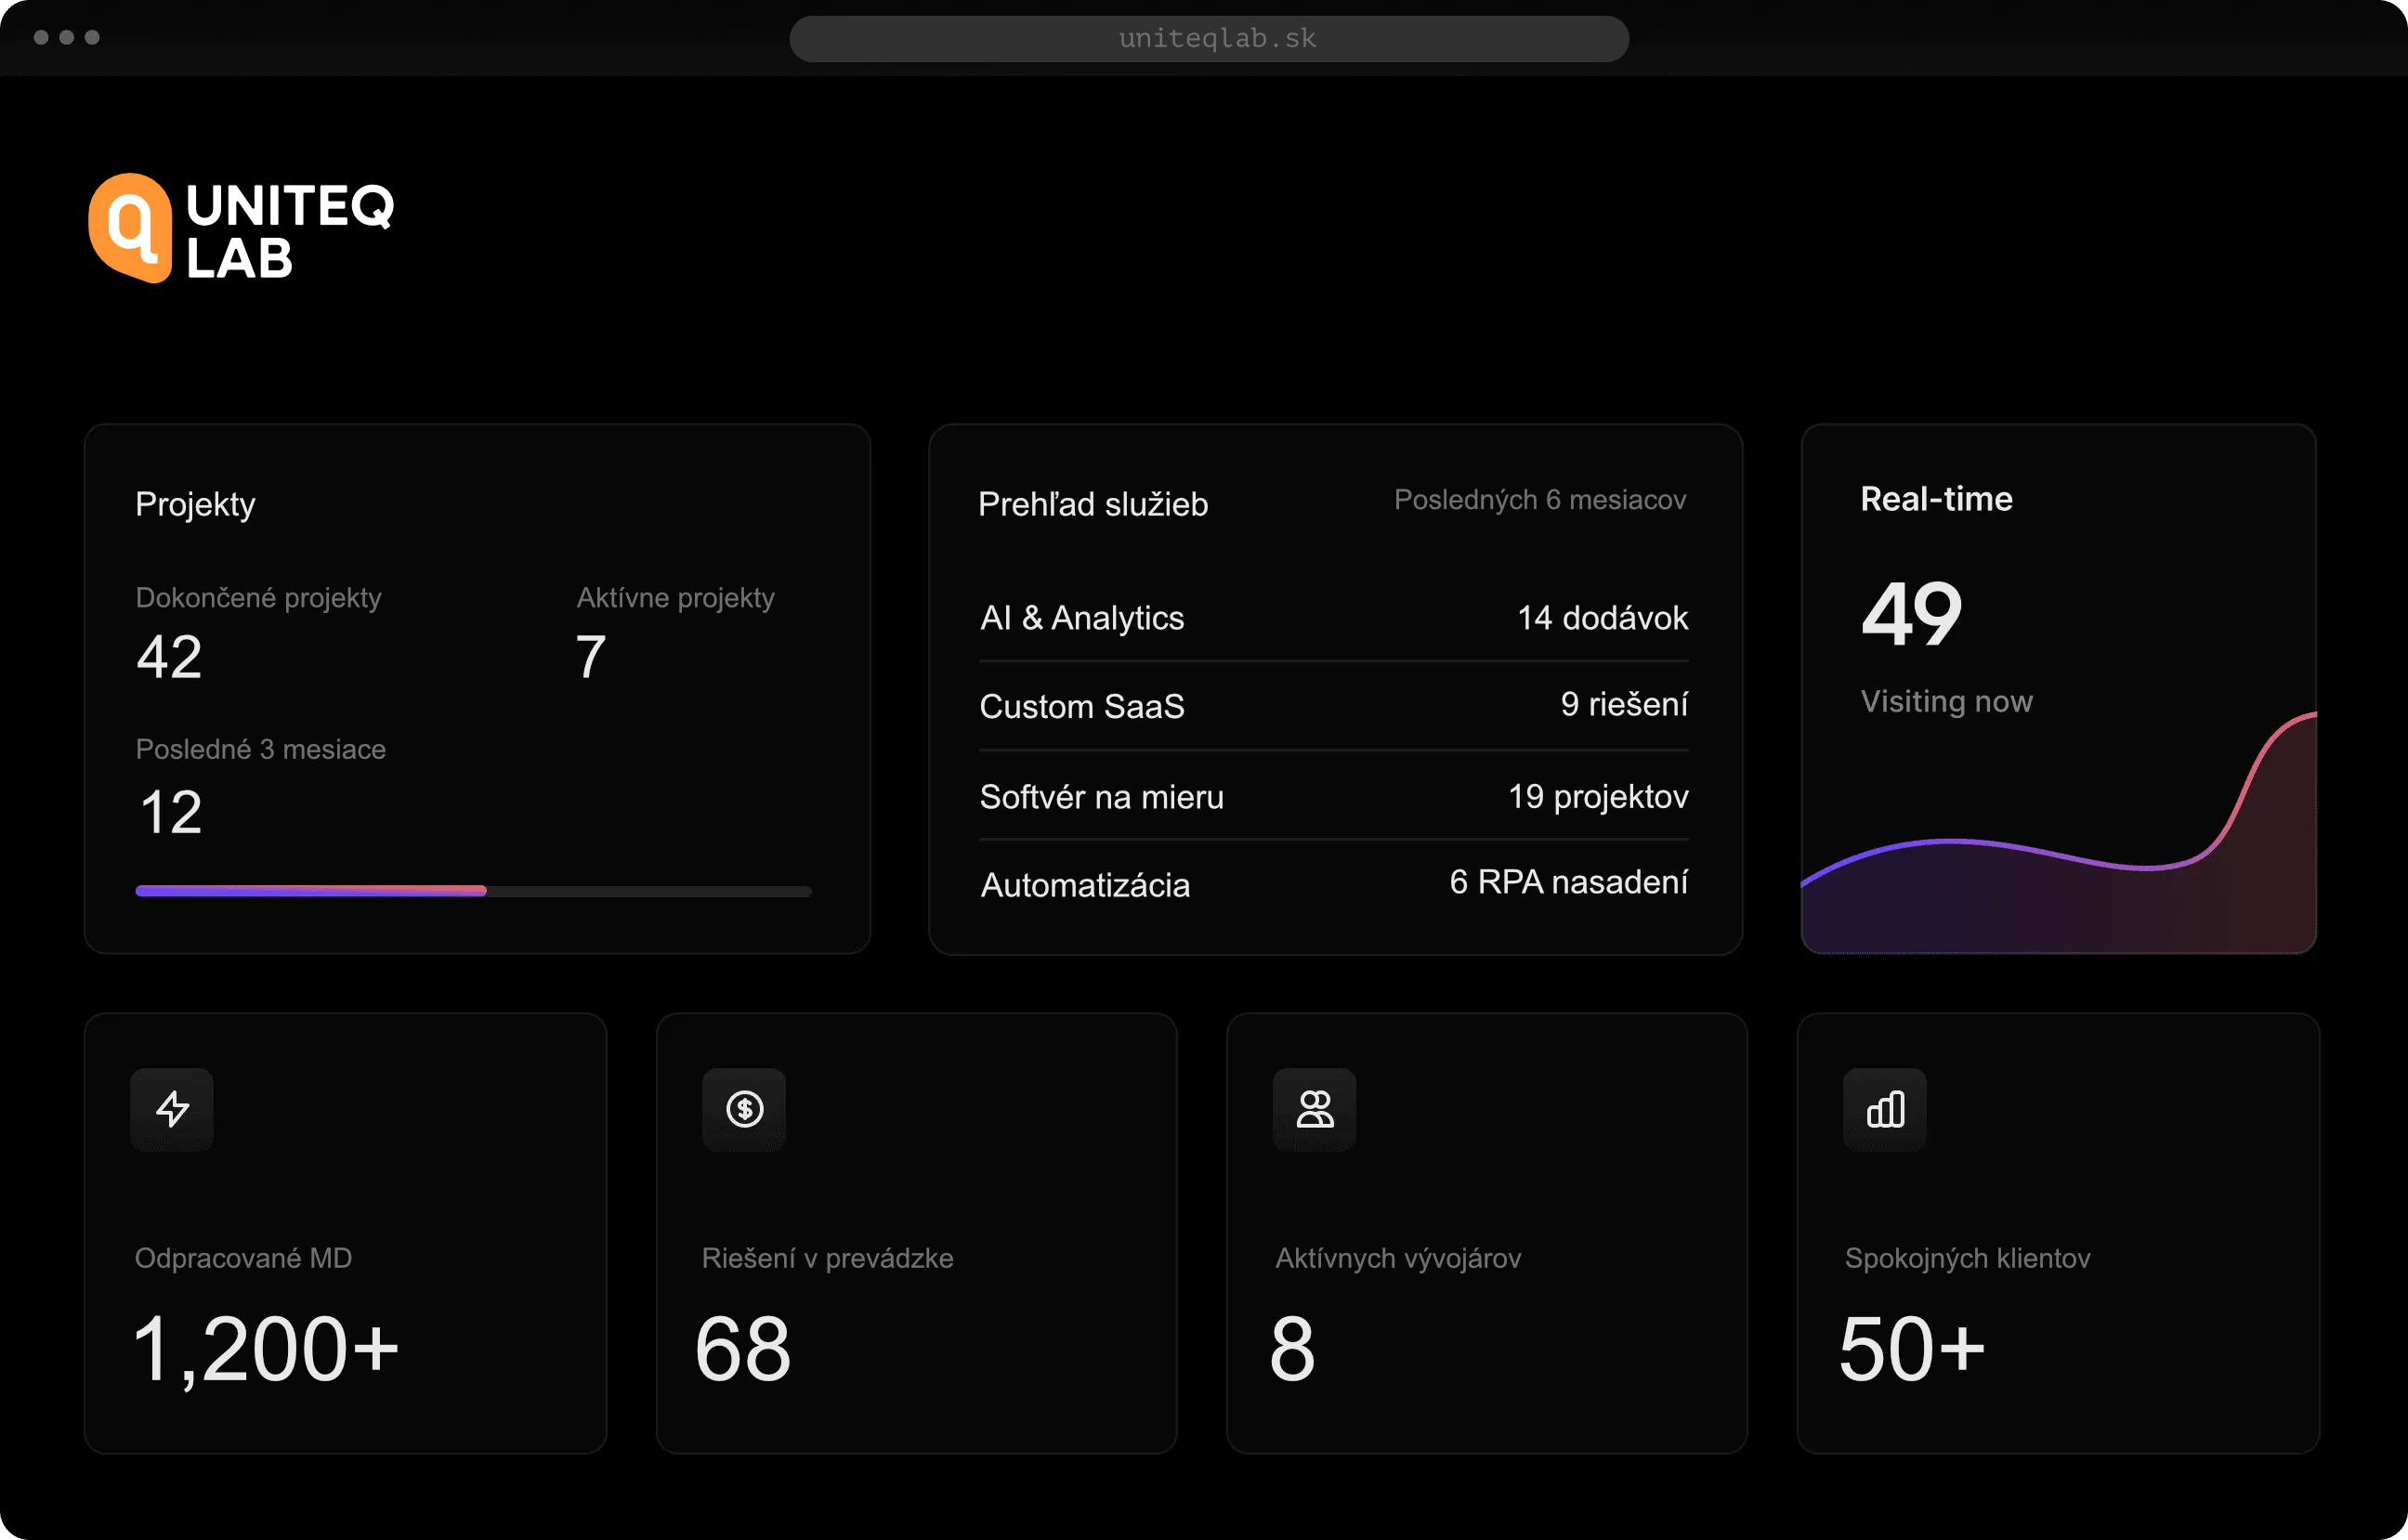 uniteqlab.sk
UNITEQ
LAB
Projekty
Dokončené projekty
42
Aktívne projekty
7
Posledné 3 mesiace
12
Prehľad služieb
Posledných 6 mesiacov
AI & Analytics
14 dodávok
Custom SaaS
9 riešení
Softvér na mieru
19 projektov
Automatizácia
6 RPA nasadení
Real-time
49
Visiting now
Odpracované MD
1,200+
Riešení v prevádzke
68
Aktívnych vývojárov
8
Spokojných klientov
50+